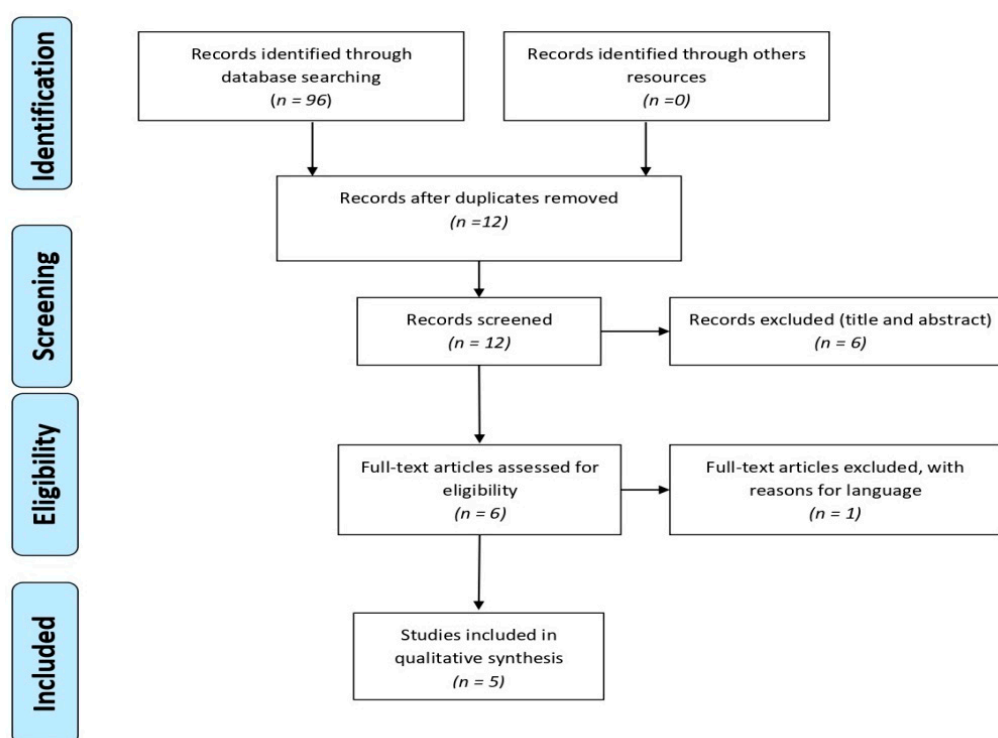 Identification
Records identified through
database searching
(n = 96)
Records identified through others
resources
(n =0)
Records after duplicates removed
(n =12)
Screening
Records screened
(n = 12)
Records excluded (title and abstract)
(n = 6)
Eligibility
Full-text articles assessed for
eligibility
(n = 6)
Full-text articles excluded, with
reasons for language
(n = 1)
Included
Studies included in
qualitative synthesis
(n = 5)